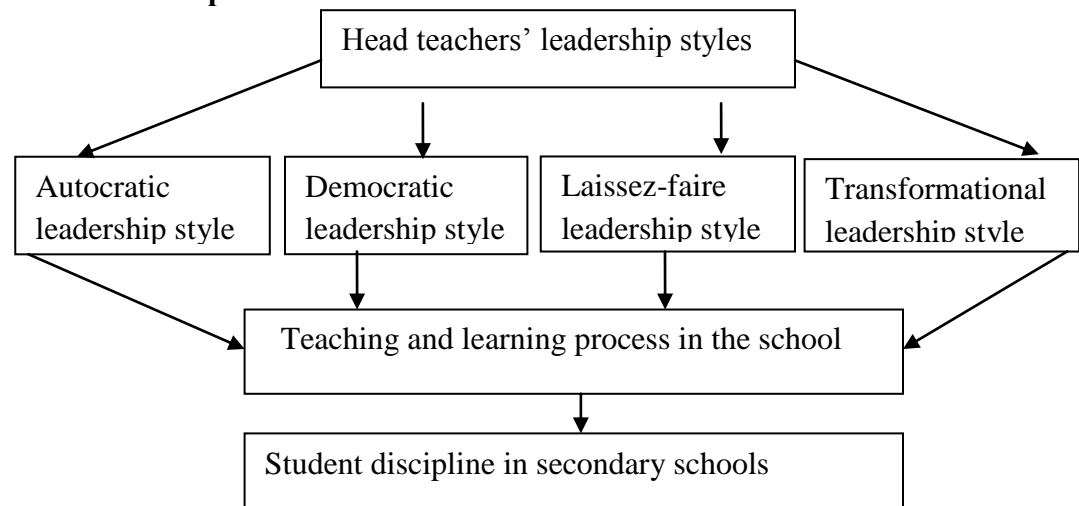 Head teachers’ leadership styles
Autocratic
leadership style
Democratic
leadership style
Laissez-faire
leadership style
Transformational
leadership style
Teaching and learning process in the school
Student discipline in secondary schools